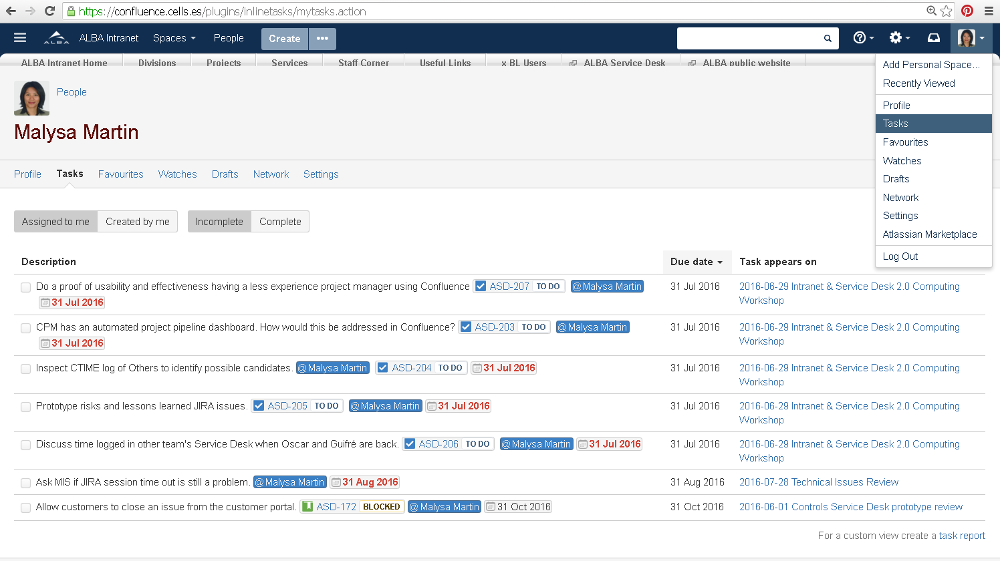 https://confluence.cells.es/plugins/inlinetasks/mytasks.action
ALBA
ALBA Intranet
Spaces
People
Create
•••
ALBA Intranet Home
Divisions
Projects
Services
Staff Corner
Useful Links
x BL Users
ALBA Service Desk
ALBA public website
Add Personal Space...
Recently Viewed
Profile
Tasks
Favourites
Watches
Drafts
Network
Settings
Atlassian Marketplace
Log Out
People
Malysa Martin
Profile
Tasks
Favourites
Watches
Drafts
Network
Settings
Assigned to me
Created by me
Incomplete
Complete
Description
Due date
Task appears on
Do a proof of usability and effectiveness having a less experience project manager using Confluence ASD-207 TO DO @Malysa Martin
31 Jul 2016
31 Jul 2016
2016-06-29 Intranet & Service Desk 2.0 Computing
Workshop
CPM has an automated project pipeline dashboard. How would this be addressed in Confluence? ASD-203 TO DO @Malysa Martin
31 Jul 2016
31 Jul 2016
2016-06-29 Intranet & Service Desk 2.0 Computing
Workshop
Inspect CTIME log of Others to identify possible candidates. @Malysa Martin ASD-204 TO DO 31 Jul 2016
31 Jul 2016
2016-06-29 Intranet & Service Desk 2.0 Computing
Workshop
Prototype risks and lessons learned JIRA issues. ASD-205 TO DO @Malysa Martin 31 Jul 2016
31 Jul 2016
2016-06-29 Intranet & Service Desk 2.0 Computing
Workshop
Discuss time logged in other team's Service Desk when Oscar and Guifré are back. ASD-206 TO DO @Malysa Martin 31 Jul 2016
31 Jul 2016
2016-06-29 Intranet & Service Desk 2.0 Computing
Workshop
Ask MIS if JIRA session time out is still a problem. @Malysa Martin 31 Aug 2016
31 Aug 2016
2016-07-28 Technical Issues Review
Allow customers to close an issue from the customer portal. ASD-172 BLOCKED @Malysa Martin 31 Oct 2016
31 Oct 2016
2016-06-01 Controls Service Desk prototype review
For a custom view create a task report